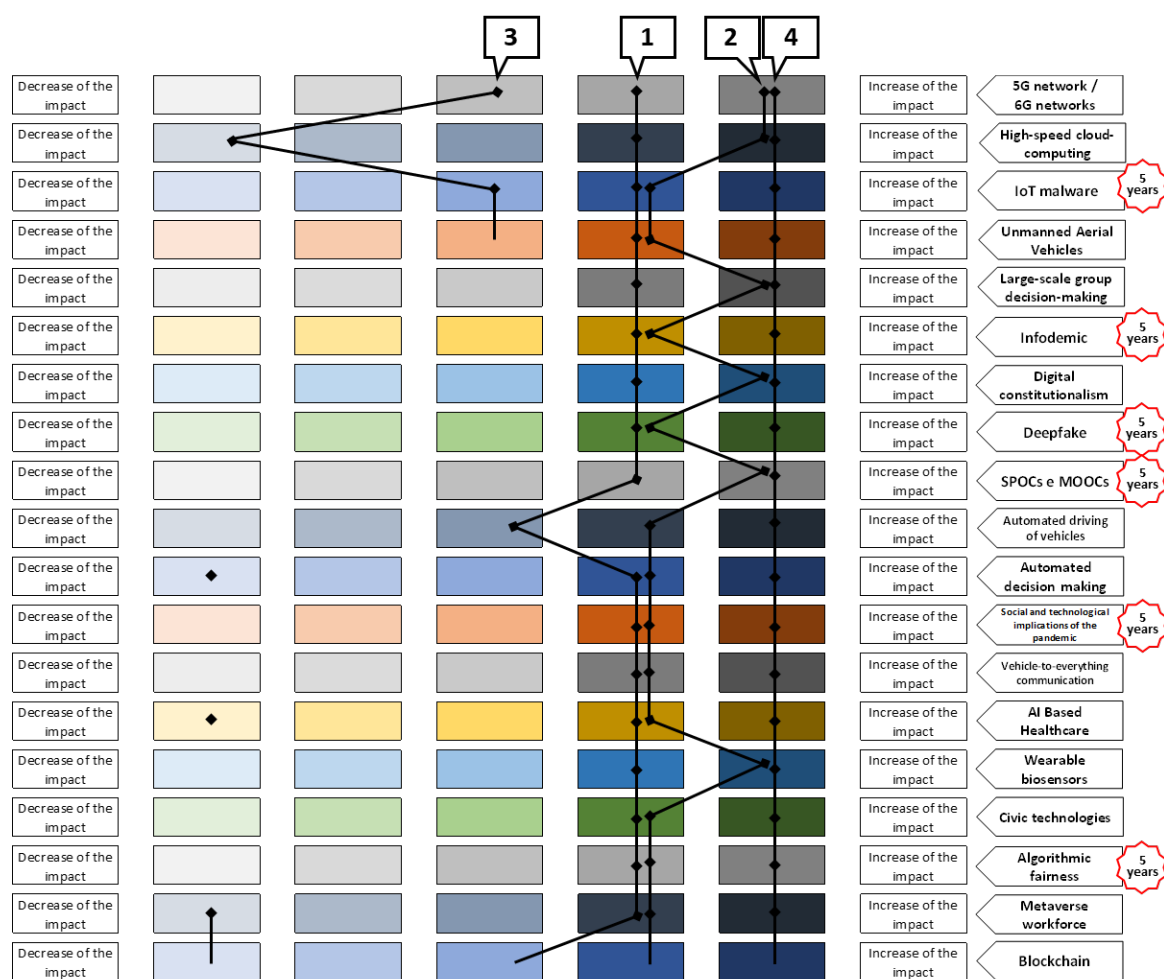 3
1
2
4
Decrease of the
impact
Increase of the
impact
5G network /
6G networks
Decrease of the
impact
Increase of the
impact
High-speed cloud-
computing
Decrease of the
impact
Increase of the
impact
IoT malware
5
years
Decrease of the
impact
Increase of the
impact
Unmanned Aerial
Vehicles
Decrease of the
impact
Increase of the
impact
Large-scale group
decision-making
Decrease of the
impact
Increase of the
impact
Infodemic
5
years
Decrease of the
impact
Increase of the
impact
Digital
constitutionalism
Decrease of the
impact
Increase of the
impact
Deepfake
5
years
Decrease of the
impact
Increase of the
impact
SPOCs e MOOCs
5
years
Decrease of the
impact
Increase of the
impact
Automated driving
of vehicles
Decrease of the
impact
Increase of the
impact
Automated
decision making
Decrease of the
impact
Increase of the
impact
Social and technological
implications of the
pandemic
5
years
Decrease of the
impact
Increase of the
impact
Vehicle-to-everything
communication
Decrease of the
impact
Increase of the
impact
AI Based
Healthcare
Decrease of the
impact
Increase of the
impact
Wearable
biosensors
Decrease of the
impact
Increase of the
impact
Civic technologies
Decrease of the
impact
Increase of the
impact
Algorithmic
fairness
5
years
Decrease of the
impact
Increase of the
impact
Metaverse
workforce
Decrease of the
impact
Increase of the
impact
Blockchain